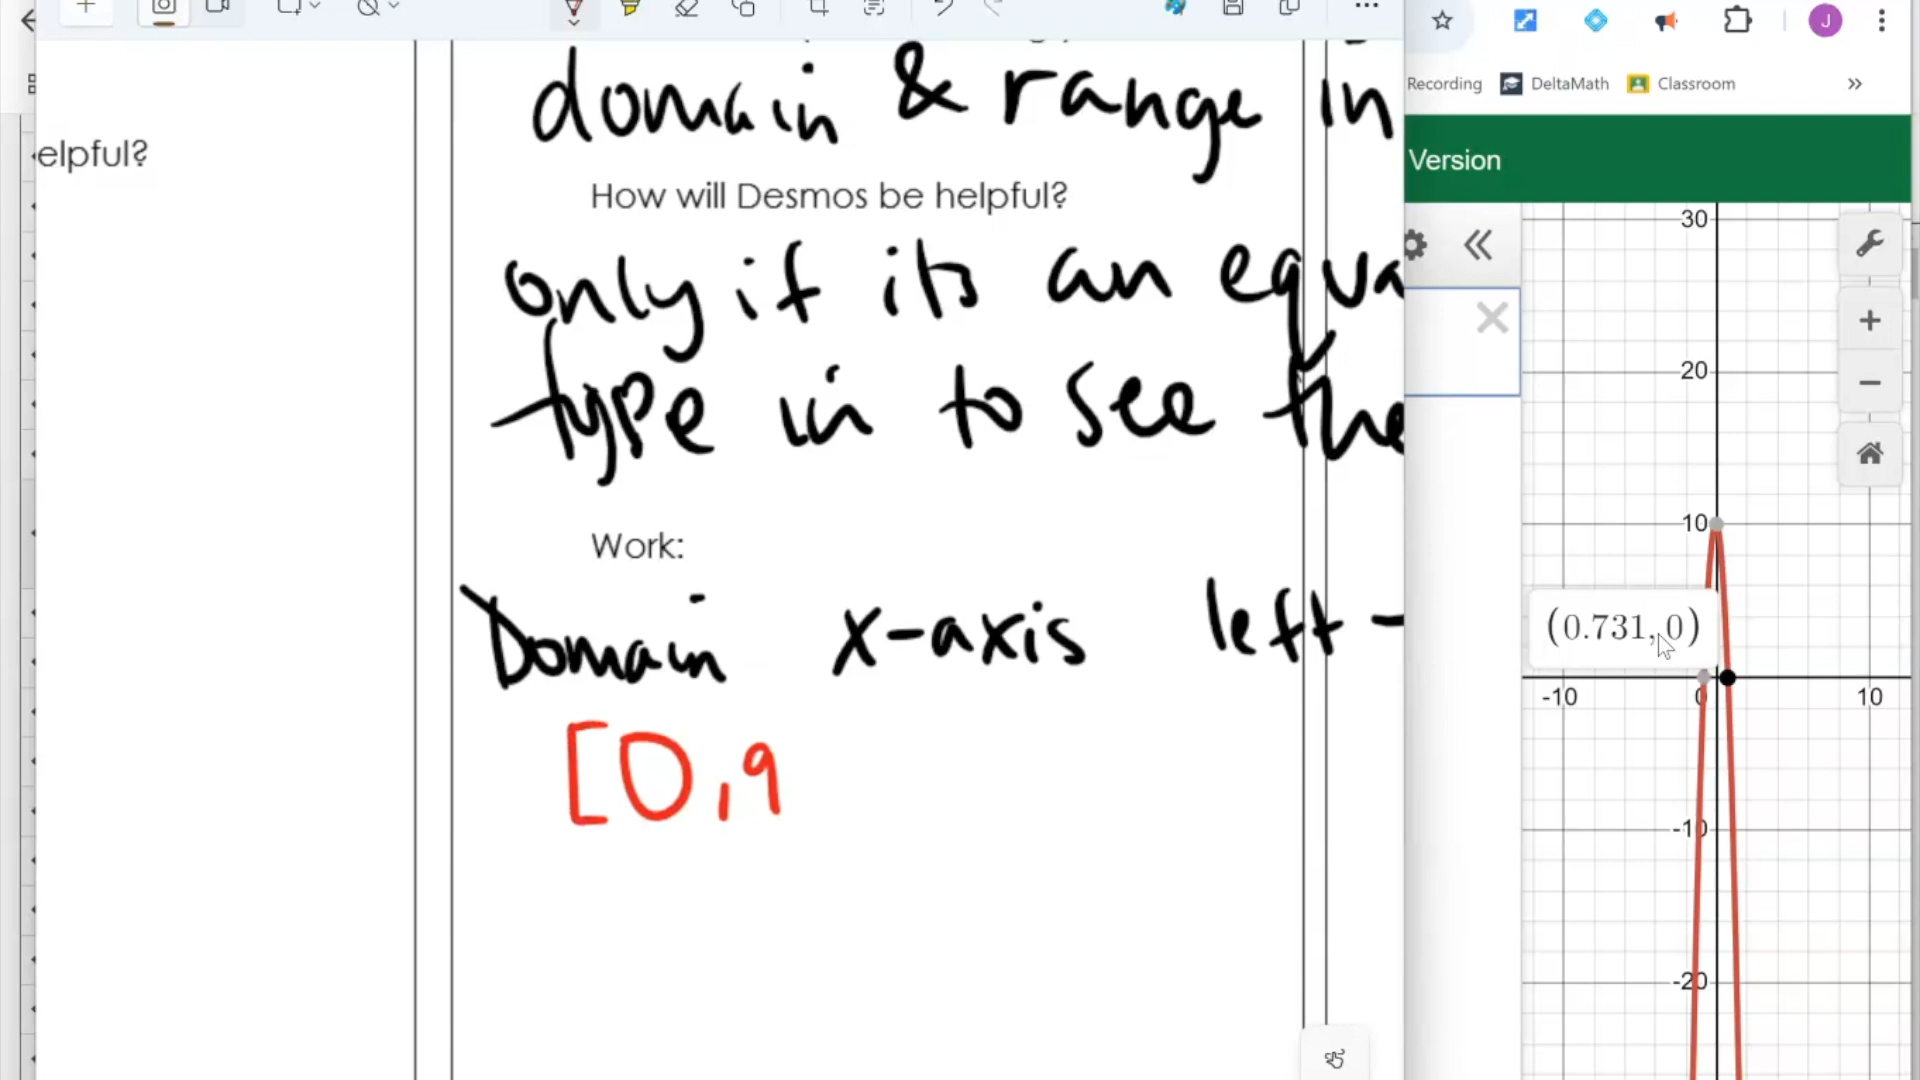 Recording DeltaMath Classroom »
J
Version
elpful?
domain & range in
How will Desmos be helpful?
only if its an equa
type in to see the
Work:
Domain x-axis left -
[0,9
(0.731, 0)
30
20
10
-10 0 10
-10
-20